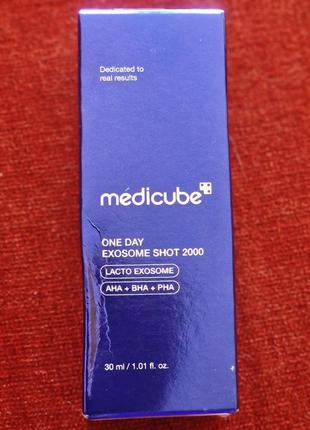 Dedicated to
real results
medicube
ONE DAY
EXOSOME SHOT 2000
LACTO EXOSOME
AHA + BHA + PHA
30 ml / 1.01 fl. oz.